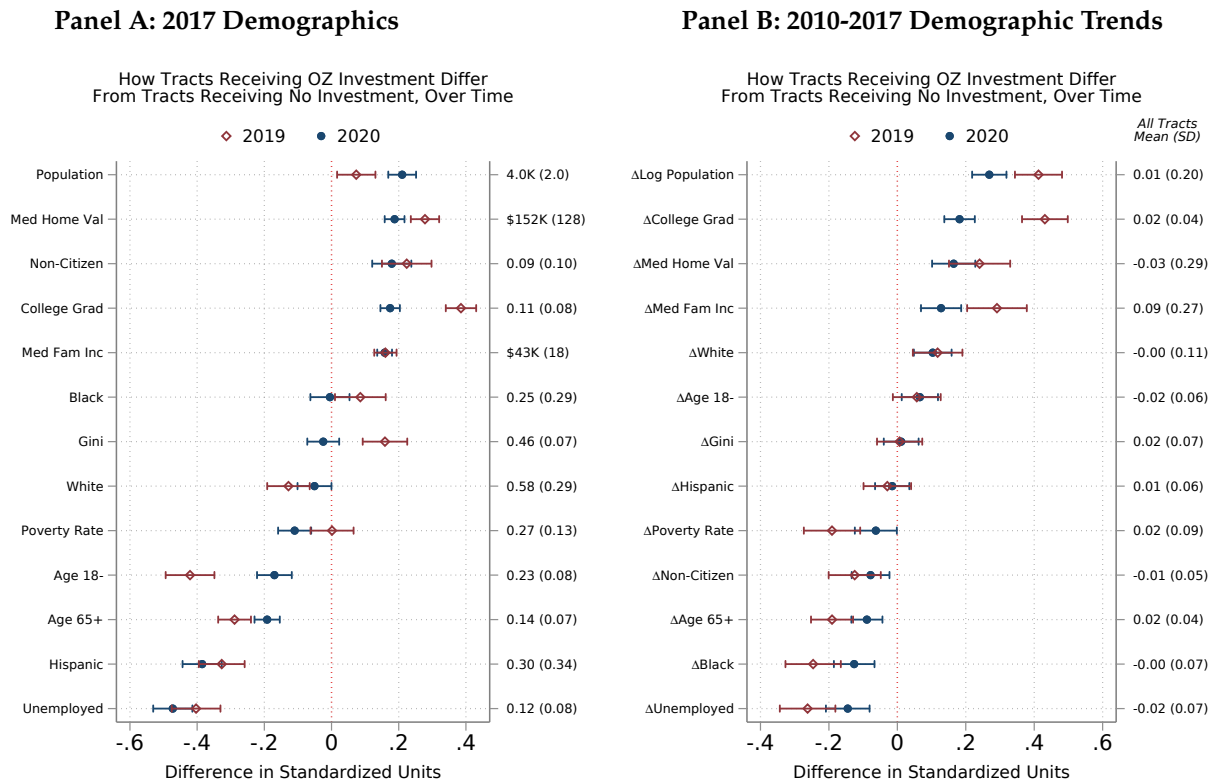 Panel A: 2017 Demographics
How Tracts Receiving OZ Investment Differ
From Tracts Receiving No Investment, Over Time
2019 2020
Population 4.0K (2.0)
Med Home Val $152K (128)
Non-Citizen 0.09 (0.10)
College Grad 0.11 (0.08)
Med Fam Inc $43K (18)
Black 0.25 (0.29)
Gini 0.46 (0.07)
White 0.58 (0.29)
Poverty Rate 0.27 (0.13)
Age 18- 0.23 (0.08)
Age 65+ 0.14 (0.07)
Hispanic 0.30 (0.34)
Unemployed 0.12 (0.08)
-.6 -.4 -.2 0 .2 .4
Difference in Standardized Units
Panel B: 2010-2017 Demographic Trends
How Tracts Receiving OZ Investment Differ
From Tracts Receiving No Investment, Over Time
2019 2020
All Tracts
Mean (SD)
ΔLog Population 0.01 (0.20)
ΔCollege Grad 0.02 (0.04)
ΔMed Home Val -0.03 (0.29)
ΔMed Fam Inc 0.09 (0.27)
ΔWhite -0.00 (0.11)
ΔAge 18- -0.02 (0.06)
ΔGini 0.02 (0.07)
ΔHispanic 0.01 (0.06)
ΔPoverty Rate 0.02 (0.09)
ΔNon-Citizen -0.01 (0.05)
ΔAge 65+ 0.02 (0.04)
ΔBlack -0.00 (0.07)
ΔUnemployed -0.02 (0.07)
-.4 -.2 0 .2 .4 .6
Difference in Standardized Units